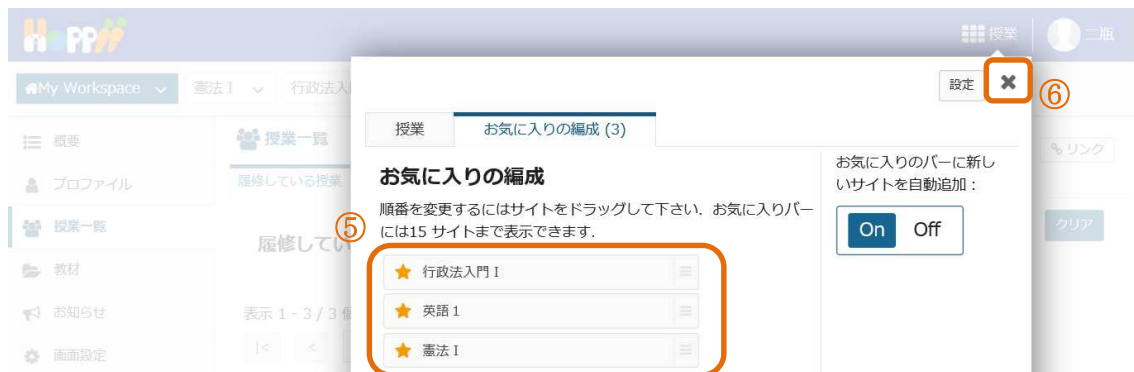 Hoppii
授業
二瓶
My Workspace
憲法 I
行政法入
設定
⑥
概要
授業一覧
授業
お気に入りの編成 (3)
リンク
プロファイル
履修している授業
お気に入りの編成
お気に入りのバーに新し
いサイトを自動追加：
順番を変更するにはサイトをドラッグして下さい．お気に入りバー
には15 サイトまで表示できます.
⑤
授業一覧
履修してい
On
Off
クリア
教材
行政法入門 I
お知らせ
表示 1 - 3 / 3
英語 1
画面設定
|<
<
憲法 I